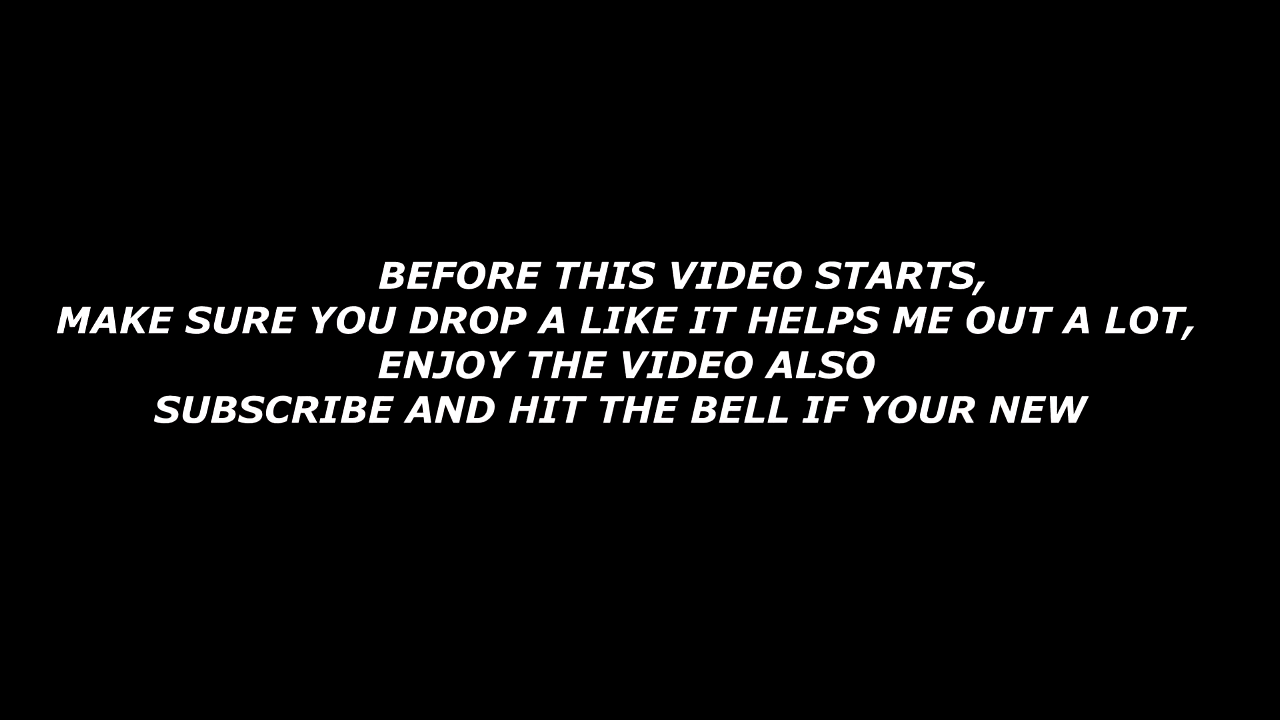 BEFORE THIS VIDEO STARTS,
MAKE SURE YOU DROP A LIKE IT HELPS ME OUT A LOT,
ENJOY THE VIDEO ALSO
SUBSCRIBE AND HIT THE BELL IF YOUR NEW